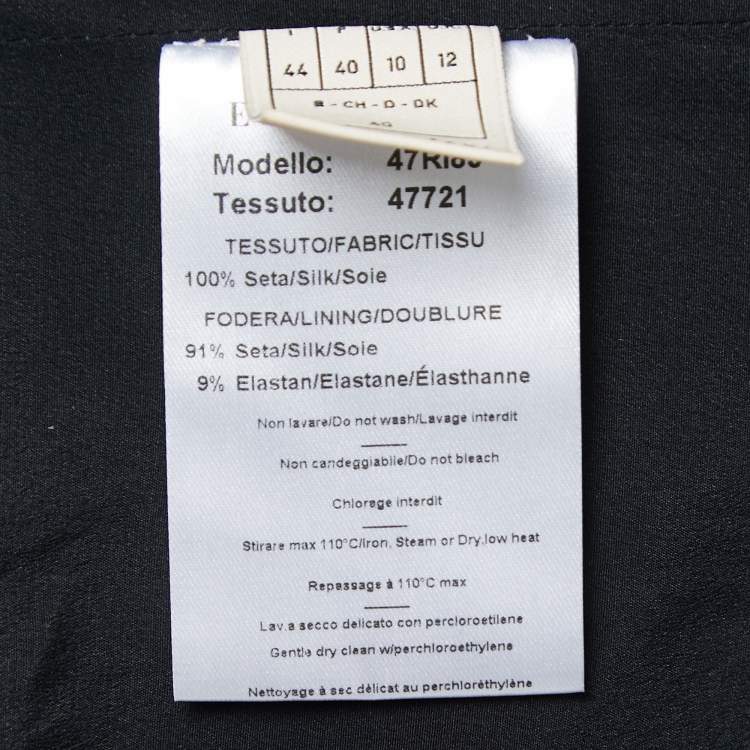 44 40 10 12
- CH - D - DK
E
Modello:
Tessuto: 47721
TESSUTO/FABRIC/TISSU
100% Seta/Silk/Soie
FODERA/LINING/DOUBLURE
91% Seta/Silk/Soie
9% Elastan/Elastane/Élasthanne
Non lavare/Do not wash/Lavage interdit
Non candeggiabile/Do not bleach
Chlorage interdit
Stirare max 110°C/Iron, Steam or Dry,low heat
Repassage à 110°C max
Lav.a secco delicato con percloroetilene
Gentle dry clean w/perchloroethylene
Nettoyage à sec délicat au perchloréthylène